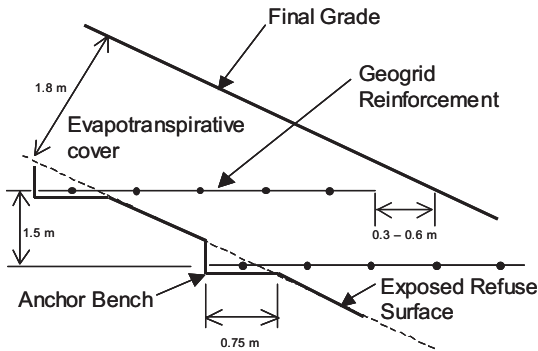 Final Grade
Geogrid
Reinforcement
1.8 m
Evapotranspirative
cover
1.5 m
0.3 – 0.6 m
Anchor Bench
Exposed Refuse
Surface
0.75 m